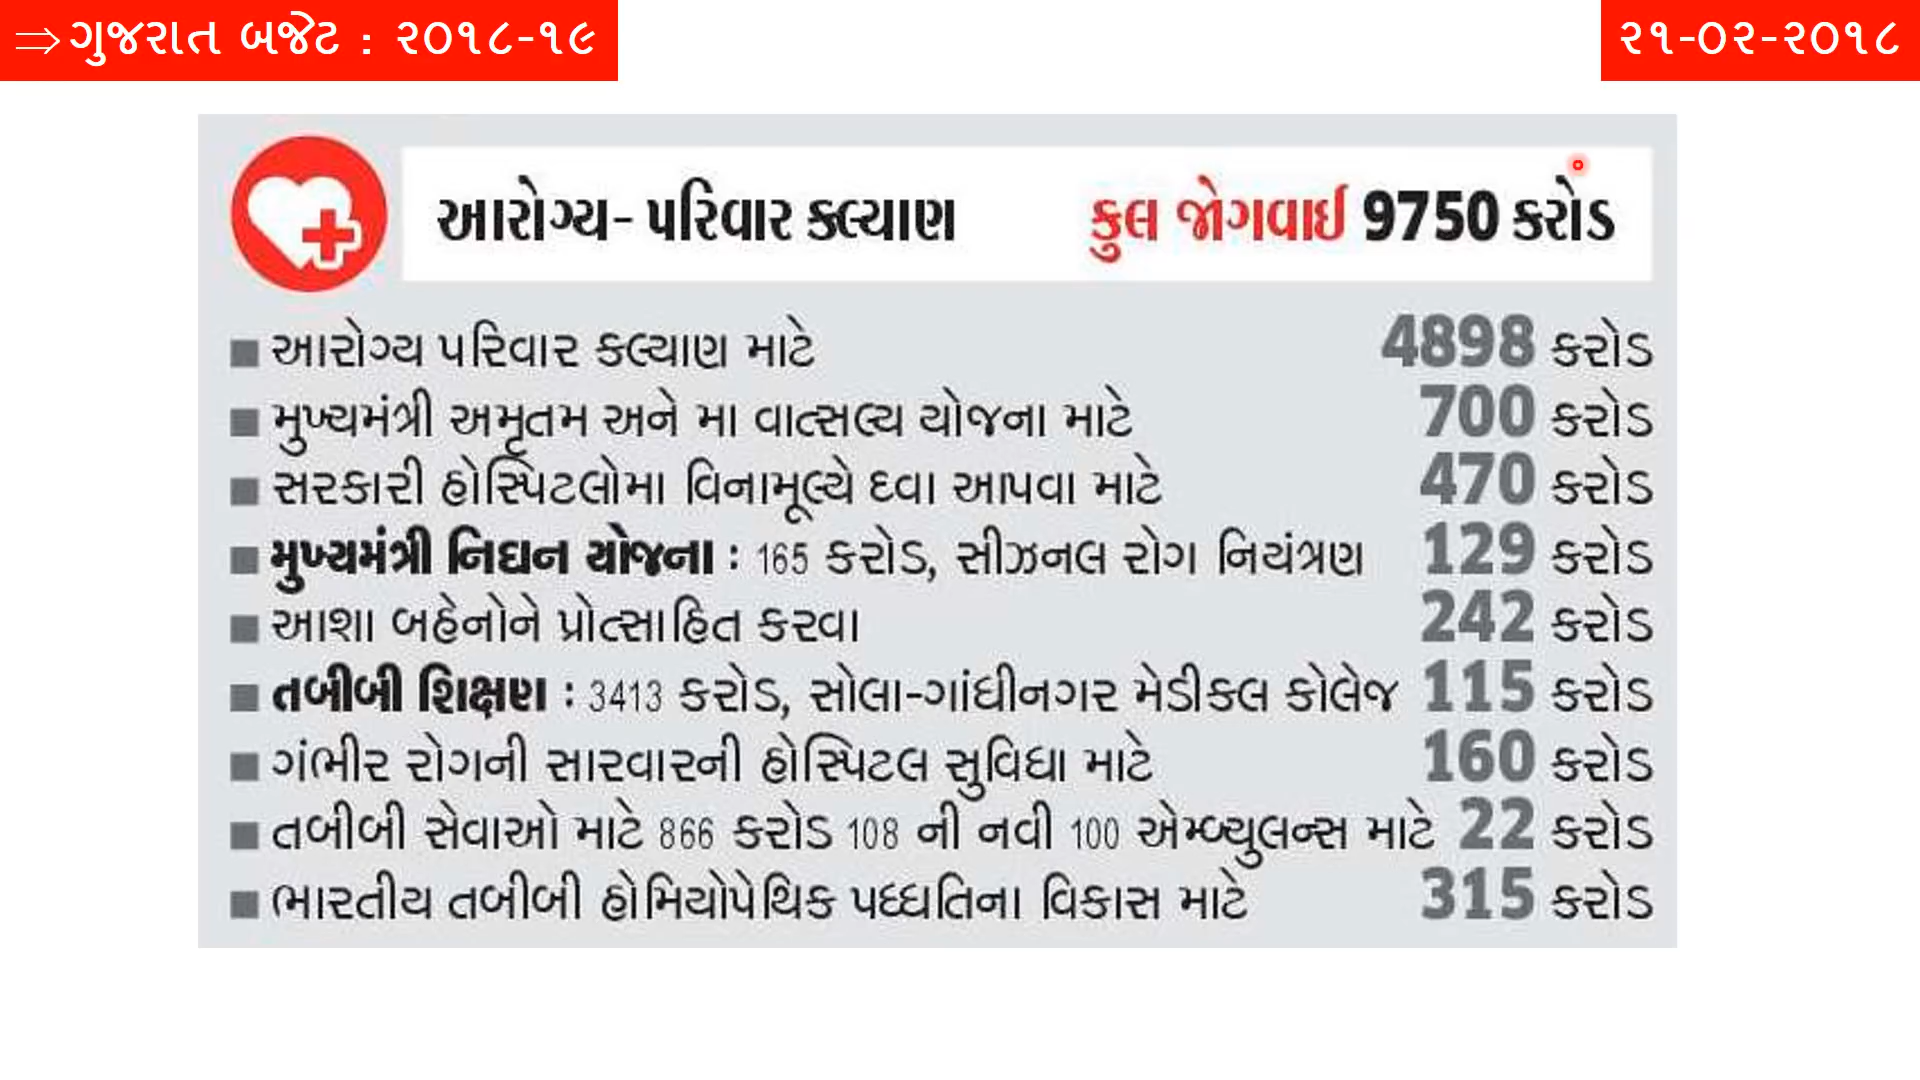 ⇒ ગુજરાત બજેટ : ૨૦૧૮-૧૯
૨૧-૦૨-૨૦૧૮
આરોગ્ય- પરિવાર કલ્યાણ કુલ જોગવાઈ 9750 કરોડ
■ આરોગ્ય પરિવાર કલ્યાણ માટે 4898 કરોડ
■ મુખ્યમંત્રી અમૃતમ અને મા વાત્સલ્ય યોજના માટે 700 કરોડ
■ સરકારી હોસ્પિટલોમા વિનામૂલ્યે દવા આપવા માટે 470 કરોડ
■ મુખ્યમંત્રી નિદાન યોજના : 165 કરોડ, સીઝનલ રોગ નિયંત્રણ 129 કરોડ
■ આશા બહેનોને પ્રોત્સાહિત કરવા 242 કરોડ
■ તબીબી શિક્ષણ : 3413 કરોડ, સોલા-ગાંધીનગર મેડીકલ કોલેજ 115 કરોડ
■ ગંભીર રોગની સારવારની હોસ્પિટલ સુવિધા માટે 160 કરોડ
■ તબીબી સેવાઓ માટે 866 કરોડ 108 ની નવી 100 એમ્બ્યુલન્સ માટે 22 કરોડ
■ ભારતીય તબીબી હોમિયોપેથિક પધ્ધતિના વિકાસ માટે 315 કરોડ